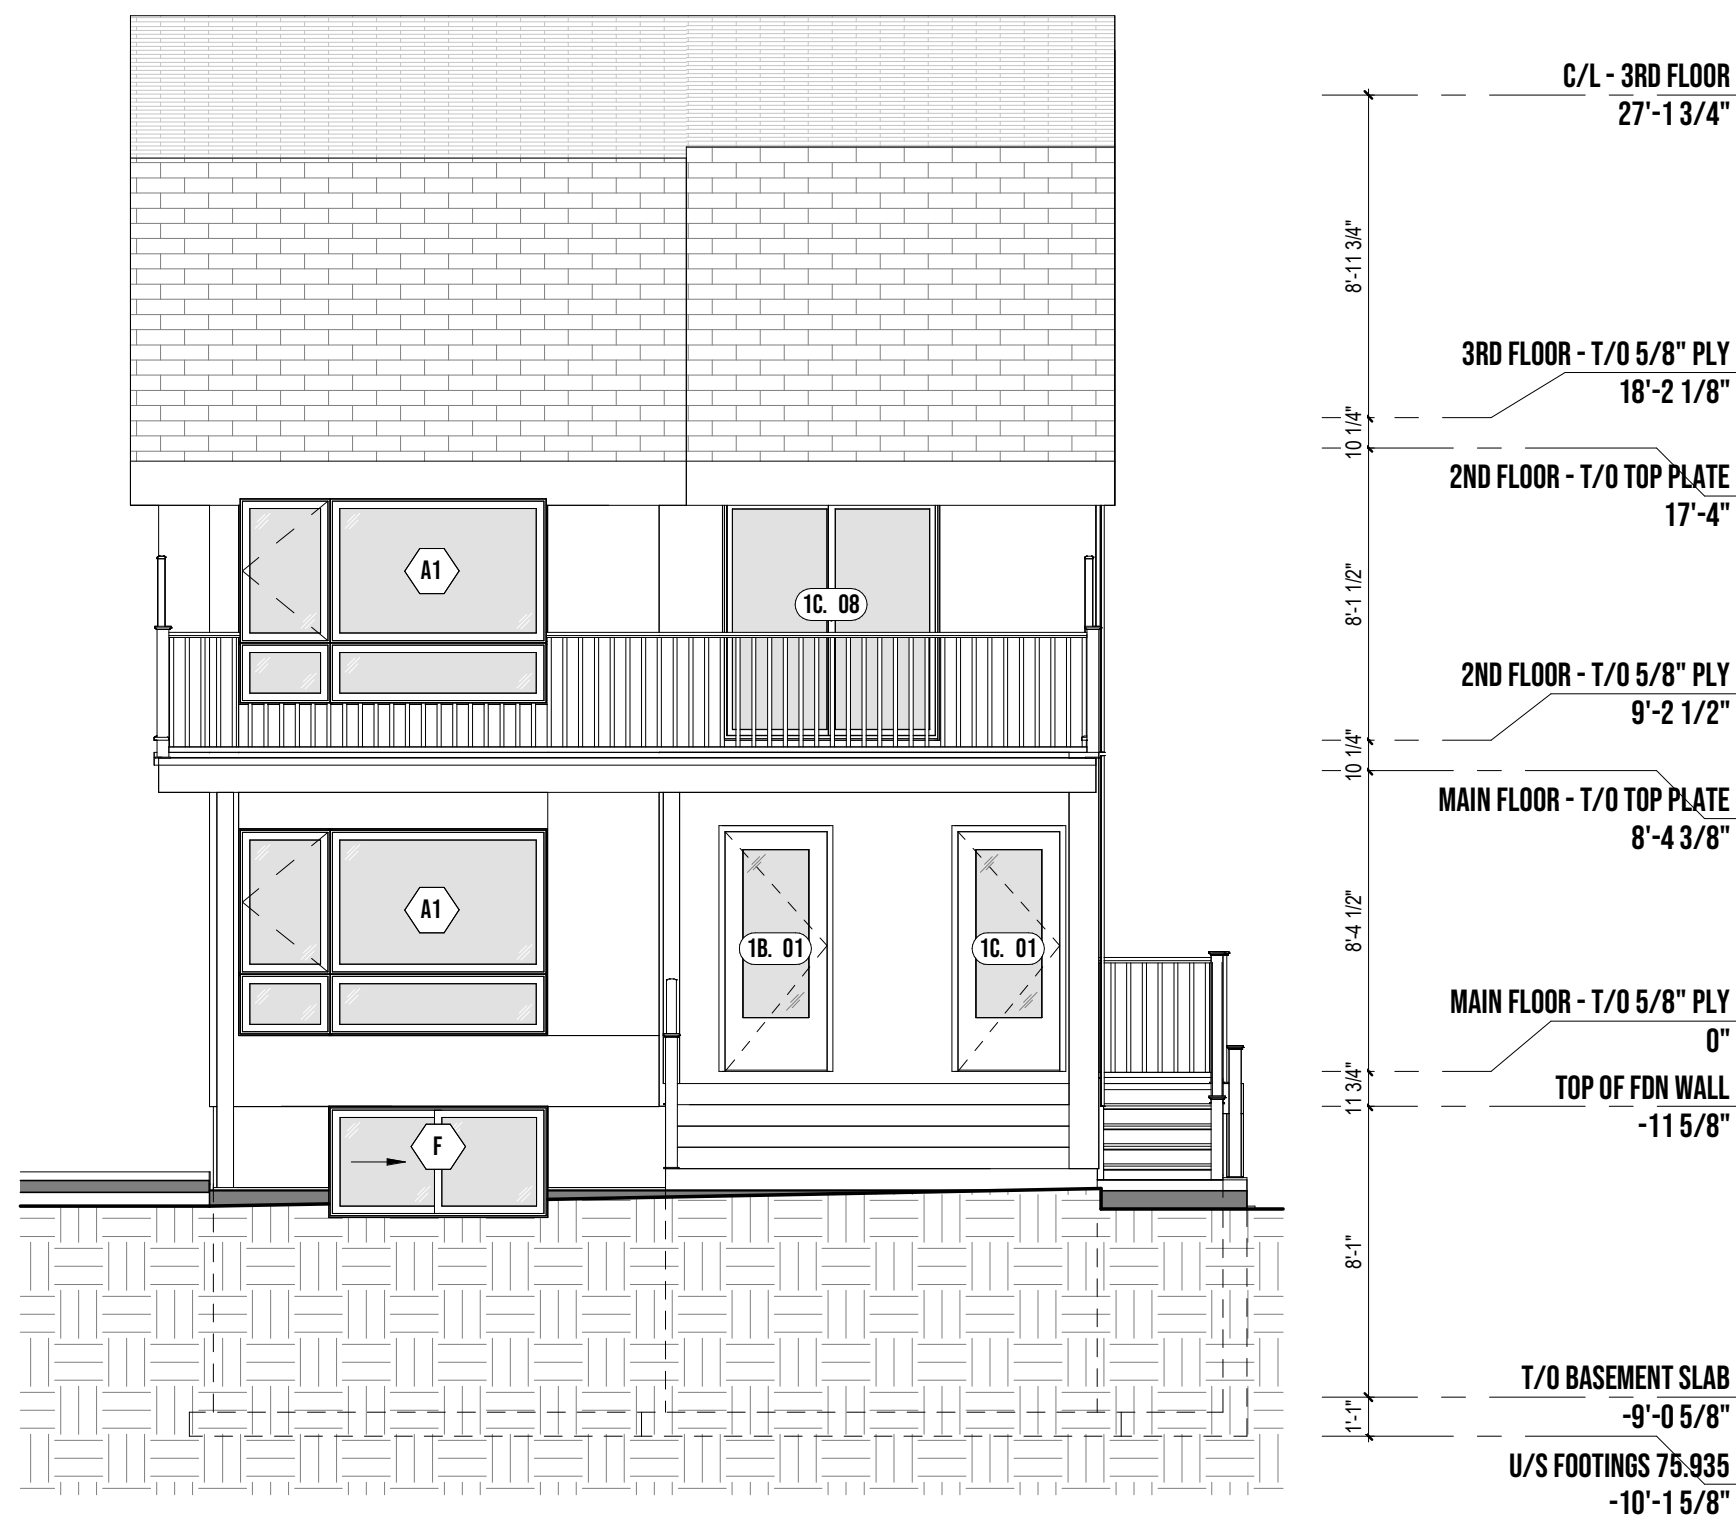 C/L - 3RD FLOOR
27'-1 3/4"
8'-11 3/4"
3RD FLOOR - T/O 5/8" PLY
18'-2 1/8"
10 1/4"
2ND FLOOR - T/O TOP PLATE
17'-4"
A1
1C. 08
8'-1 1/2"
2ND FLOOR - T/O 5/8" PLY
9'-2 1/2"
10 1/4"
MAIN FLOOR - T/O TOP PLATE
8'-4 3/8"
A1
1B. 01
1C. 01
8'-4 1/2"
MAIN FLOOR - T/O 5/8" PLY
0"
11 3/4"
TOP OF FDN WALL
-11 5/8"
F
8'-1"
T/O BASEMENT SLAB
-9'-0 5/8"
1'-1"
U/S FOOTINGS 75.935
-10'-1 5/8"